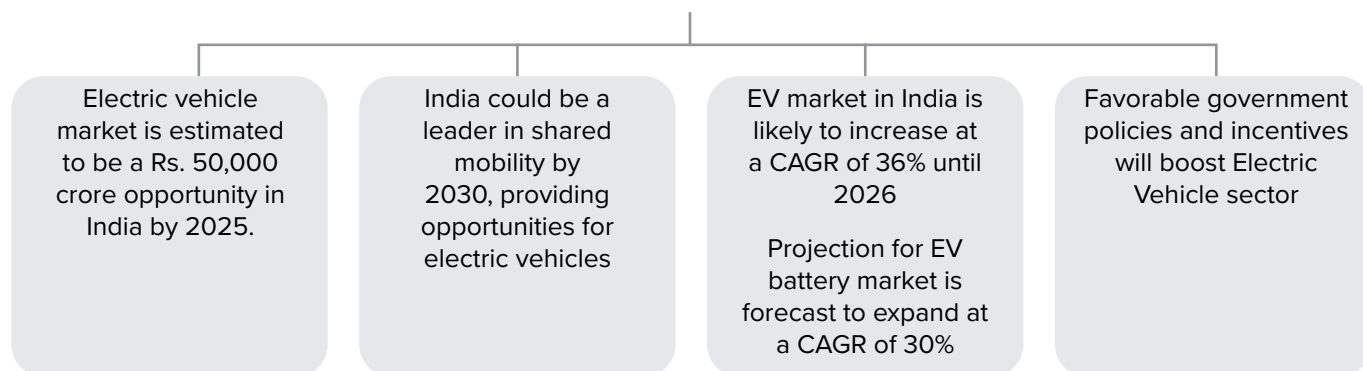 Electric vehicle
market is estimated
to be a Rs. 50,000
crore opportunity in
India by 2025.
India could be a
leader in shared
mobility by
2030, providing
opportunities for
electric vehicles
EV market in India is
likely to increase at
a CAGR of 36% until
2026
Projection for EV
battery market is
forecast to expand at
a CAGR of 30%
Favorable government
policies and incentives
will boost Electric
Vehicle sector